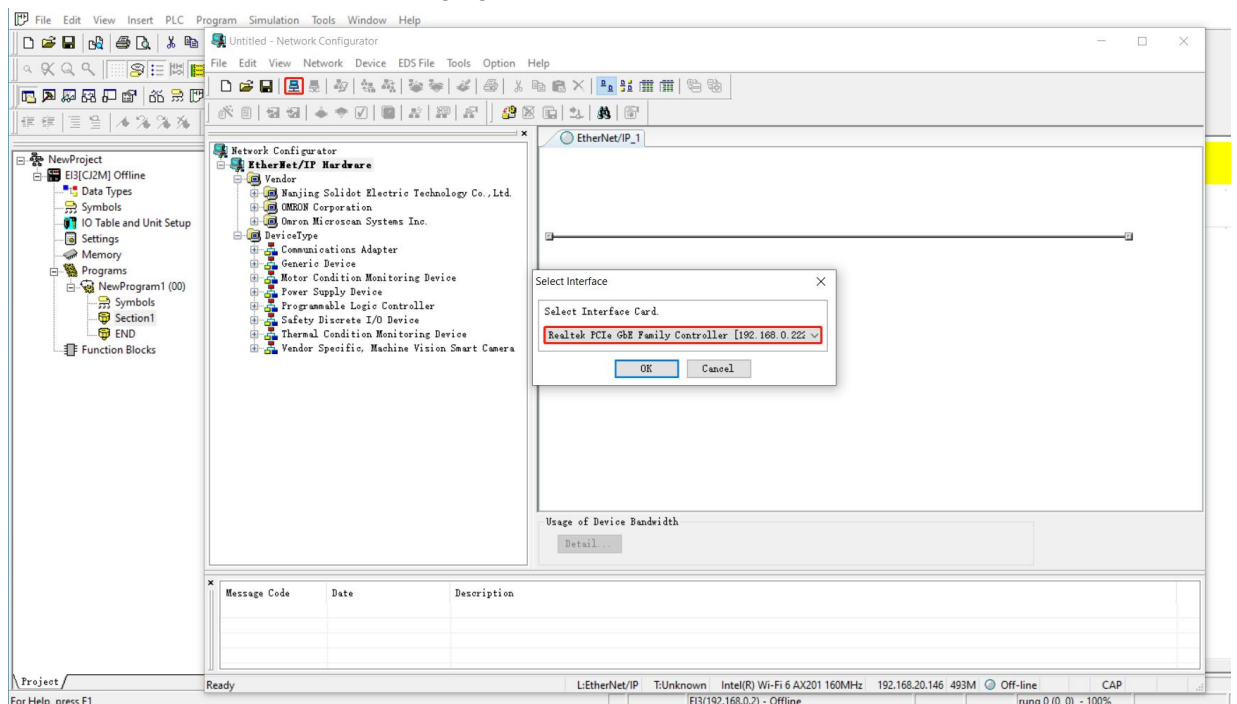 File Edit View Insert PLC Program Simulation Tools Window Help
Untitled - Network Configurator
File Edit View Network Device EDS File Tools Option Help
NewProject
EI3[CJ2M] Offline
Data Types
Symbols
IO Table and Unit Setup
Settings
Memory
Programs
NewProgram1 (00)
Symbols
Section1
END
Function Blocks
Project
Network Configurator
EtherNet/IP Hardware
Vendor
Nanjing Solidot Electric Technology Co.,Ltd.
OMRON Corporation
Omron Microscan Systems Inc.
DeviceType
Communications Adapter
Generic Device
Motor Condition Monitoring Device
Power Supply Device
Programmable Logic Controller
Safety Discrete I/O Device
Thermal Condition Monitoring Device
Vendor Specific, Machine Vision Smart Camera
EtherNet/IP_1
Select Interface
Select Interface Card.
Realtek PCIe GbE Family Controller [192.168.0.222
OK Cancel
Usage of Device Bandwidth
Detail...
Message Code Date Description
Ready L:EtherNet/IP T:Unknown Intel(R) Wi-Fi 6 AX201 160MHz 192.168.20.146 493M Off-line CAP
For Help, press F1 EI3(192.168.0.2) - Offline rung 0 (0, 0) - 100%